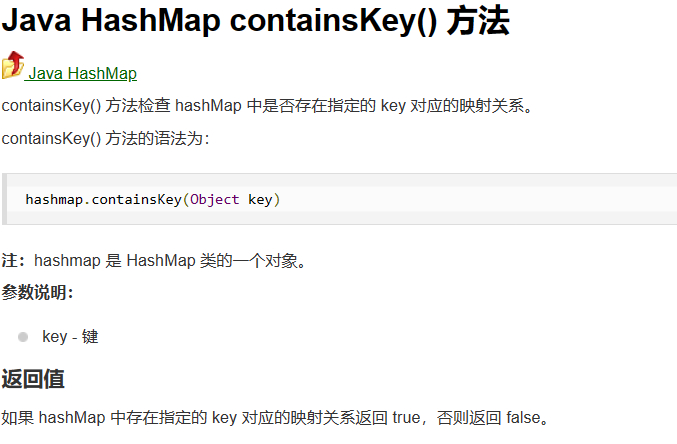 Java HashMap containsKey() 方法
Java HashMap
containsKey() 方法检查 hashMap 中是否存在指定的 key 对应的映射关系。
containsKey() 方法的语法为：
hashmap.containsKey(Object key)
注：hashmap 是 HashMap 类的一个对象。
参数说明：
key - 键
返回值
如果 hashMap 中存在指定的 key 对应的映射关系返回 true，否则返回 false。